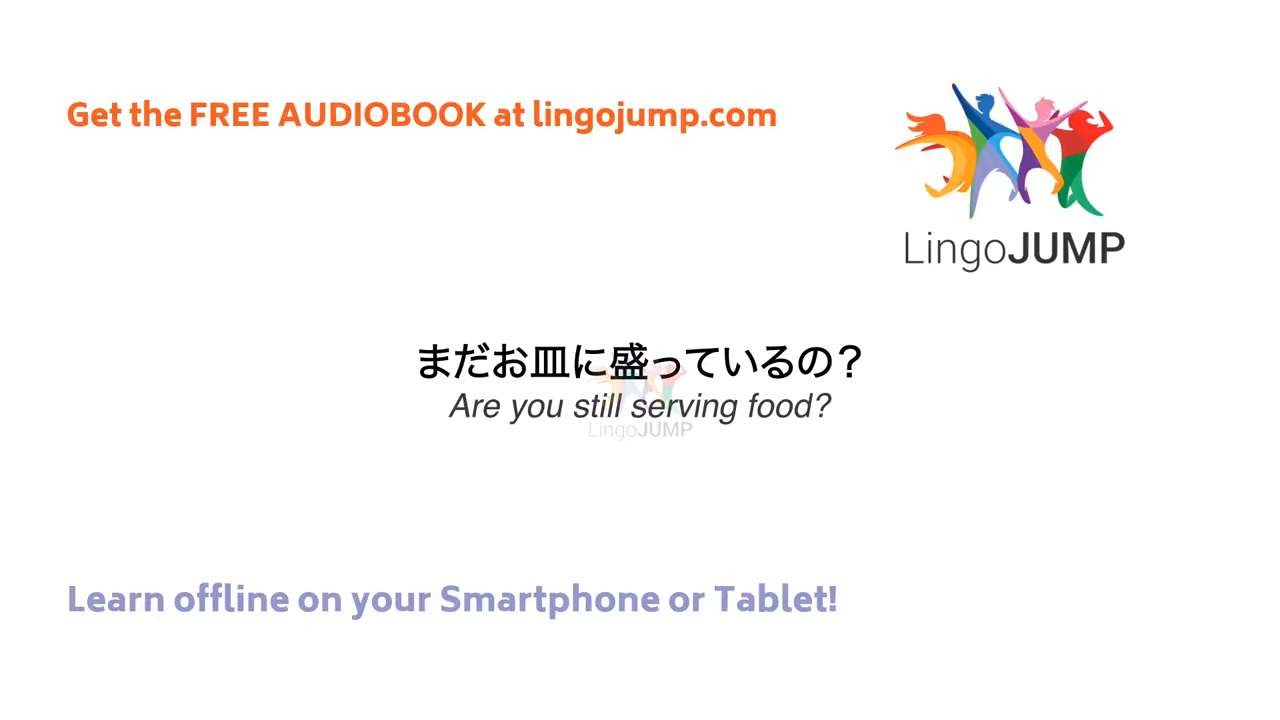 Get the FREE AUDIOBOOK at lingojump.com
LingoJUMP
まだお皿に盛っているの？
Are you still serving food?
LingoJUMP
Learn offline on your Smartphone or Tablet!